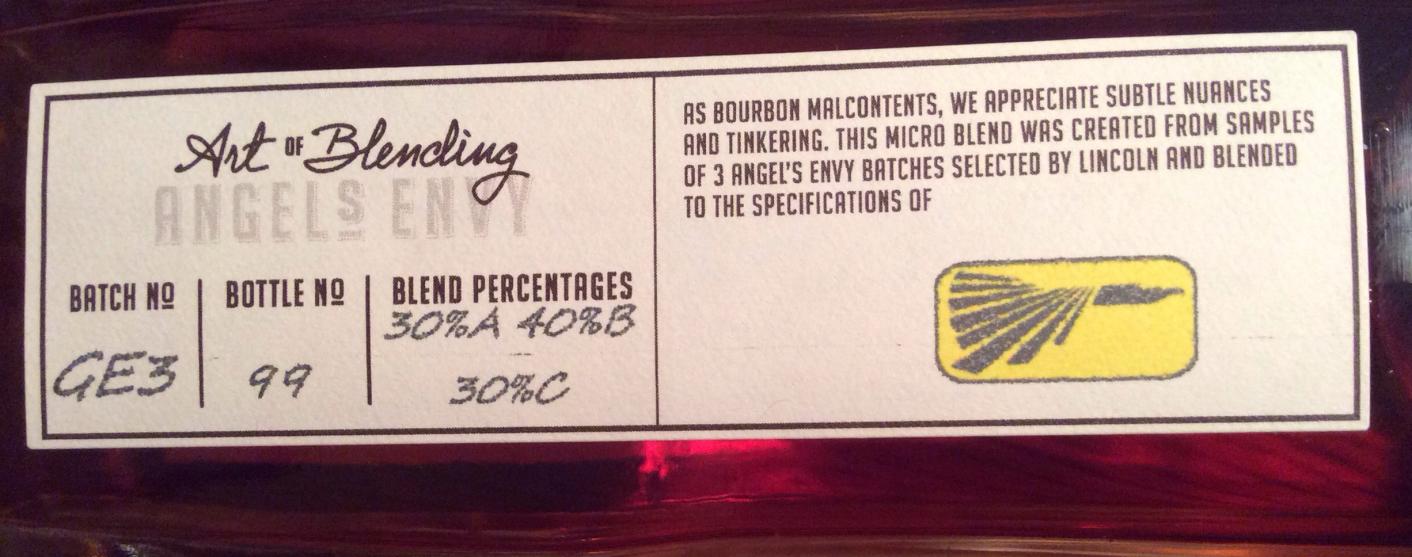 Art OF Blending
ANGELS ENVY
BATCH No
GE3
BOTTLE No
99
BLEND PERCENTAGES
30%A 40%B
30%C
AS BOURBON MALCONTENTS, WE APPRECIATE SUBTLE NUANCES
AND TINKERING. THIS MICRO BLEND WAS CREATED FROM SAMPLES
OF 3 ANGEL'S ENVY BATCHES SELECTED BY LINCOLN AND BLENDED
TO THE SPECIFICATIONS OF